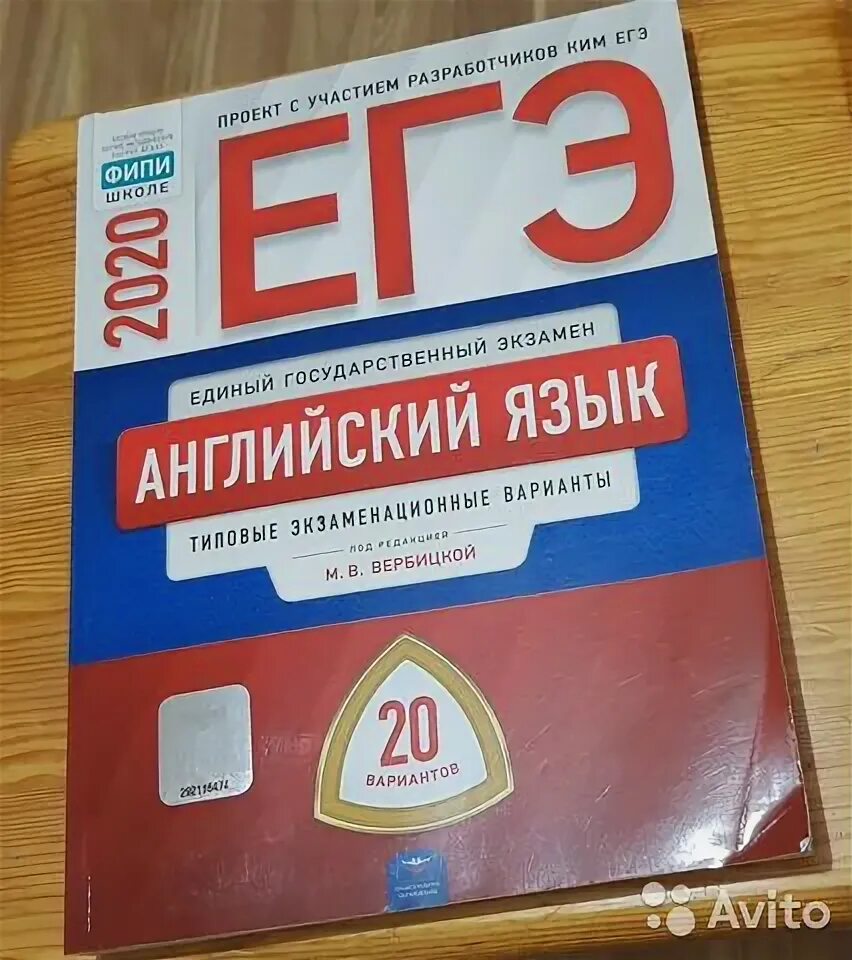 ПРОЕКТ С УЧАСТИЕМ РАЗРАБОТЧИКОВ КИМ ЕГЭ
ФИПИ
ШКОЛЕ
2020
ЕГЭ
ЕДИНЫЙ ГОСУДАРСТВЕННЫЙ ЭКЗАМЕН
АНГЛИЙСКИЙ ЯЗЫК
ТИПОВЫЕ ЭКЗАМЕНАЦИОННЫЕ ВАРИАНТЫ
ПОД РЕДАКЦИЕЙ
М. В. ВЕРБИЦКОЙ
20
ВАРИАНТОВ
Avito